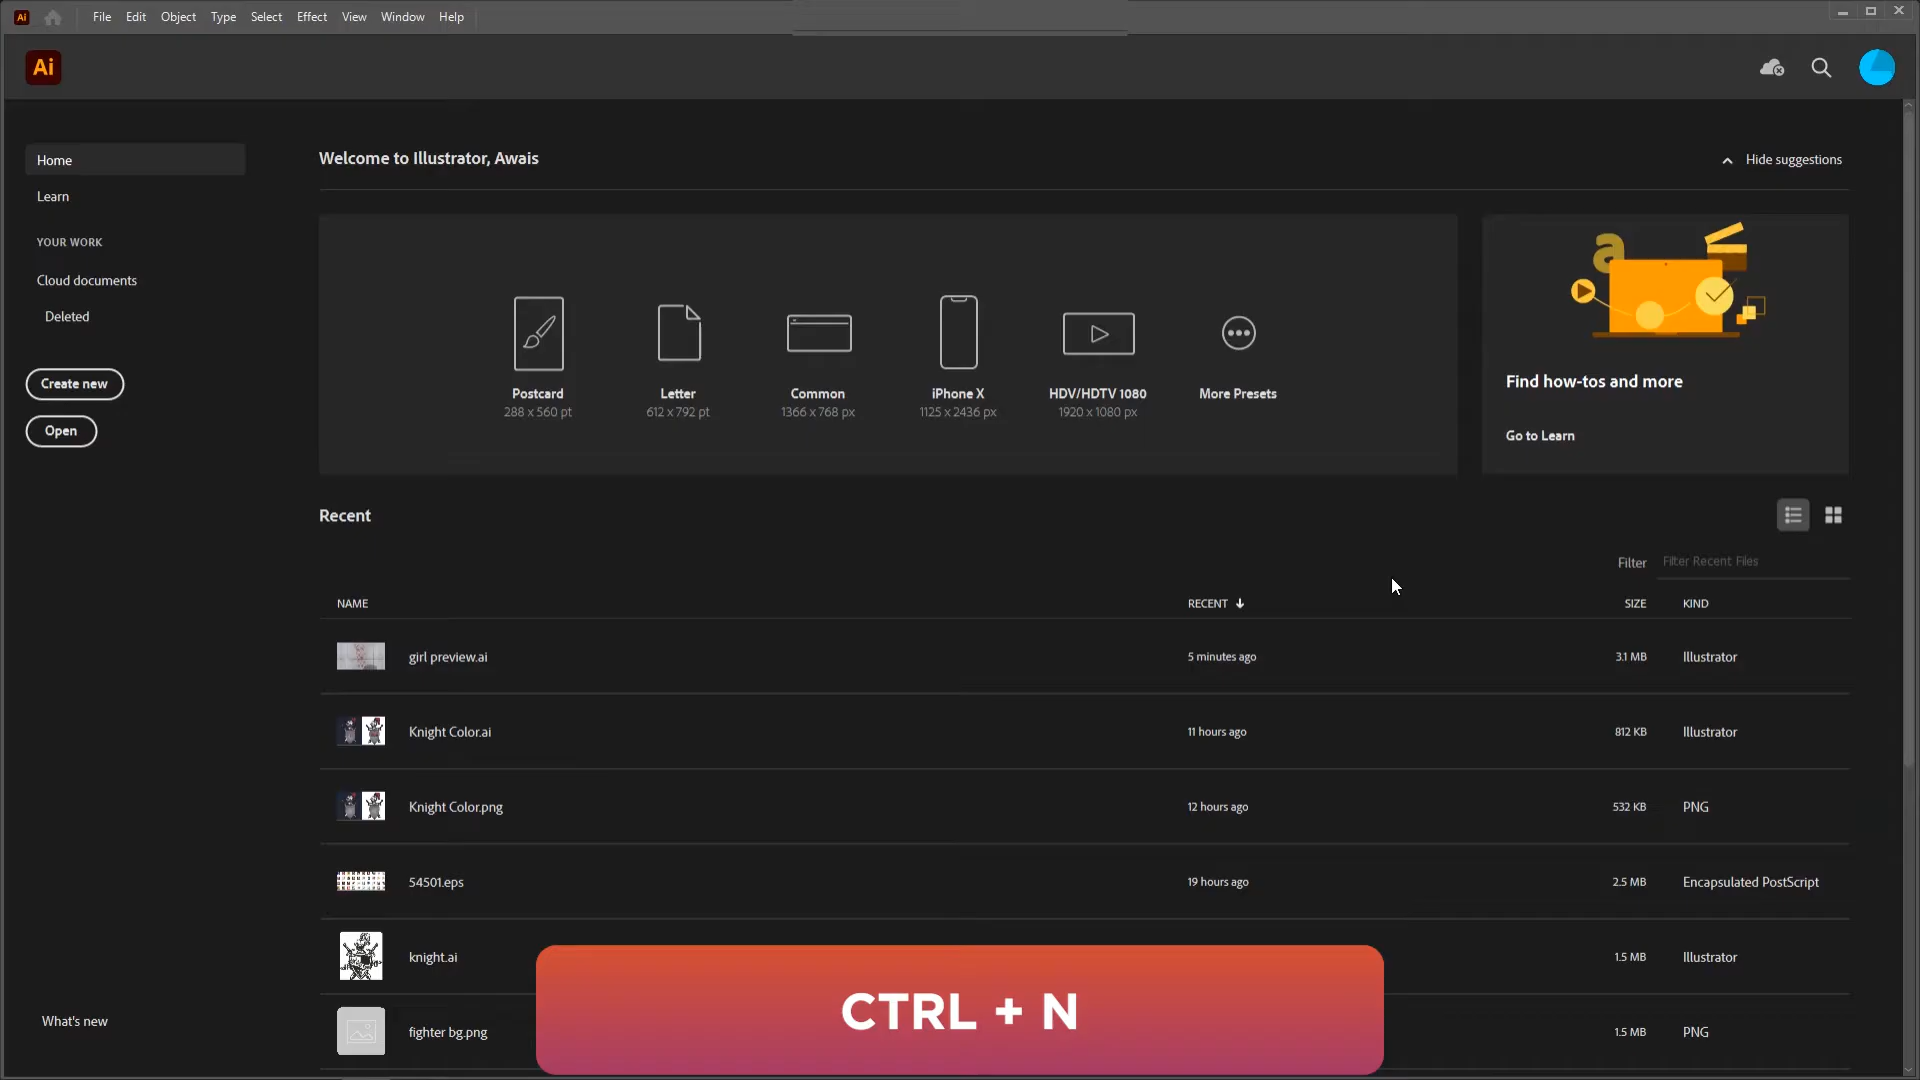 Ai
File Edit Object Type Select Effect View Window Help
Ai
Home
Learn
YOUR WORK
Cloud documents
Deleted
Create new
Open
What's new
Welcome to Illustrator, Awais
Hide suggestions
Postcard
288 x 560 pt
Letter
612 x 792 pt
Common
1366 x 768 px
iPhone X
1125 x 2436 px
HDV/HDTV 1080
1920 x 1080 px
More Presets
a
Find how-tos and more
Go to Learn
Recent
Filter Filter Recent Files
NAME RECENT SIZE KIND
girl preview.ai 5 minutes ago 3.1 MB Illustrator
Knight Color.ai 11 hours ago 812 KB Illustrator
Knight Color.png 12 hours ago 532 KB PNG
54501.eps 19 hours ago 2.5 MB Encapsulated PostScript
knight.ai 1.5 MB Illustrator
fighter bg.png 1.5 MB PNG
CTRL + N